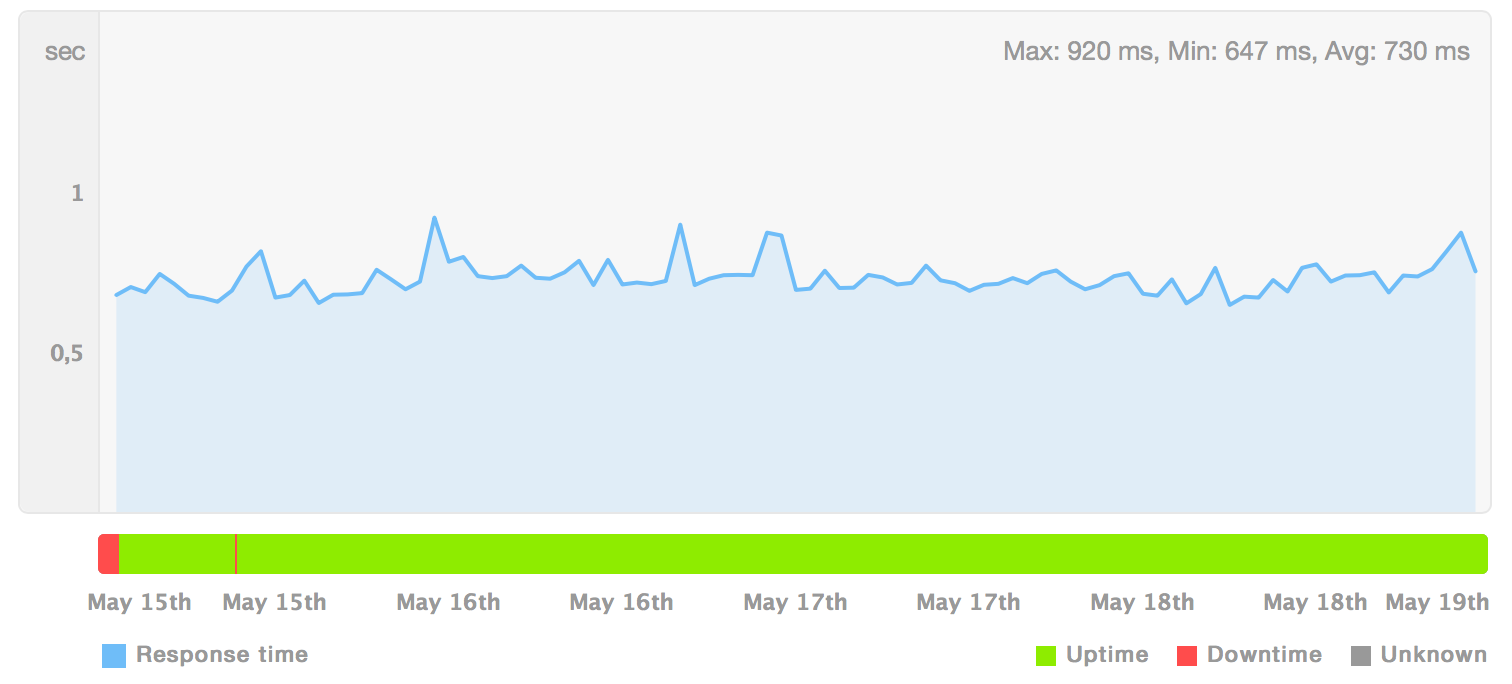 sec
Max: 920 ms, Min: 647 ms, Avg: 730 ms
1
0,5
May 15th May 15th May 16th May 16th May 17th May 17th May 18th May 18th May 19th
Response time Uptime Downtime Unknown